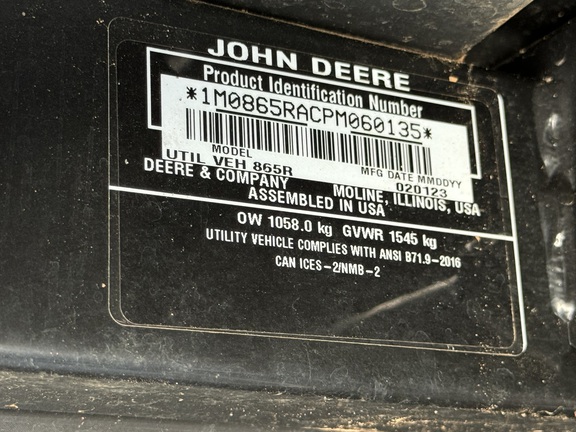 JOHN DEERE
Product Identification Number
*1M0865RACPM060135*
MODEL MFG DATE MMDDYY
UTIL VEH 865R 020123
DEERE & COMPANY MOLINE, ILLINOIS, USA
ASSEMBLED IN USA
OW 1058.0 kg GVWR 1545 kg
UTILITY VEHICLE COMPLIES WITH ANSI B71.9-2016
CAN ICES-2/NMB-2